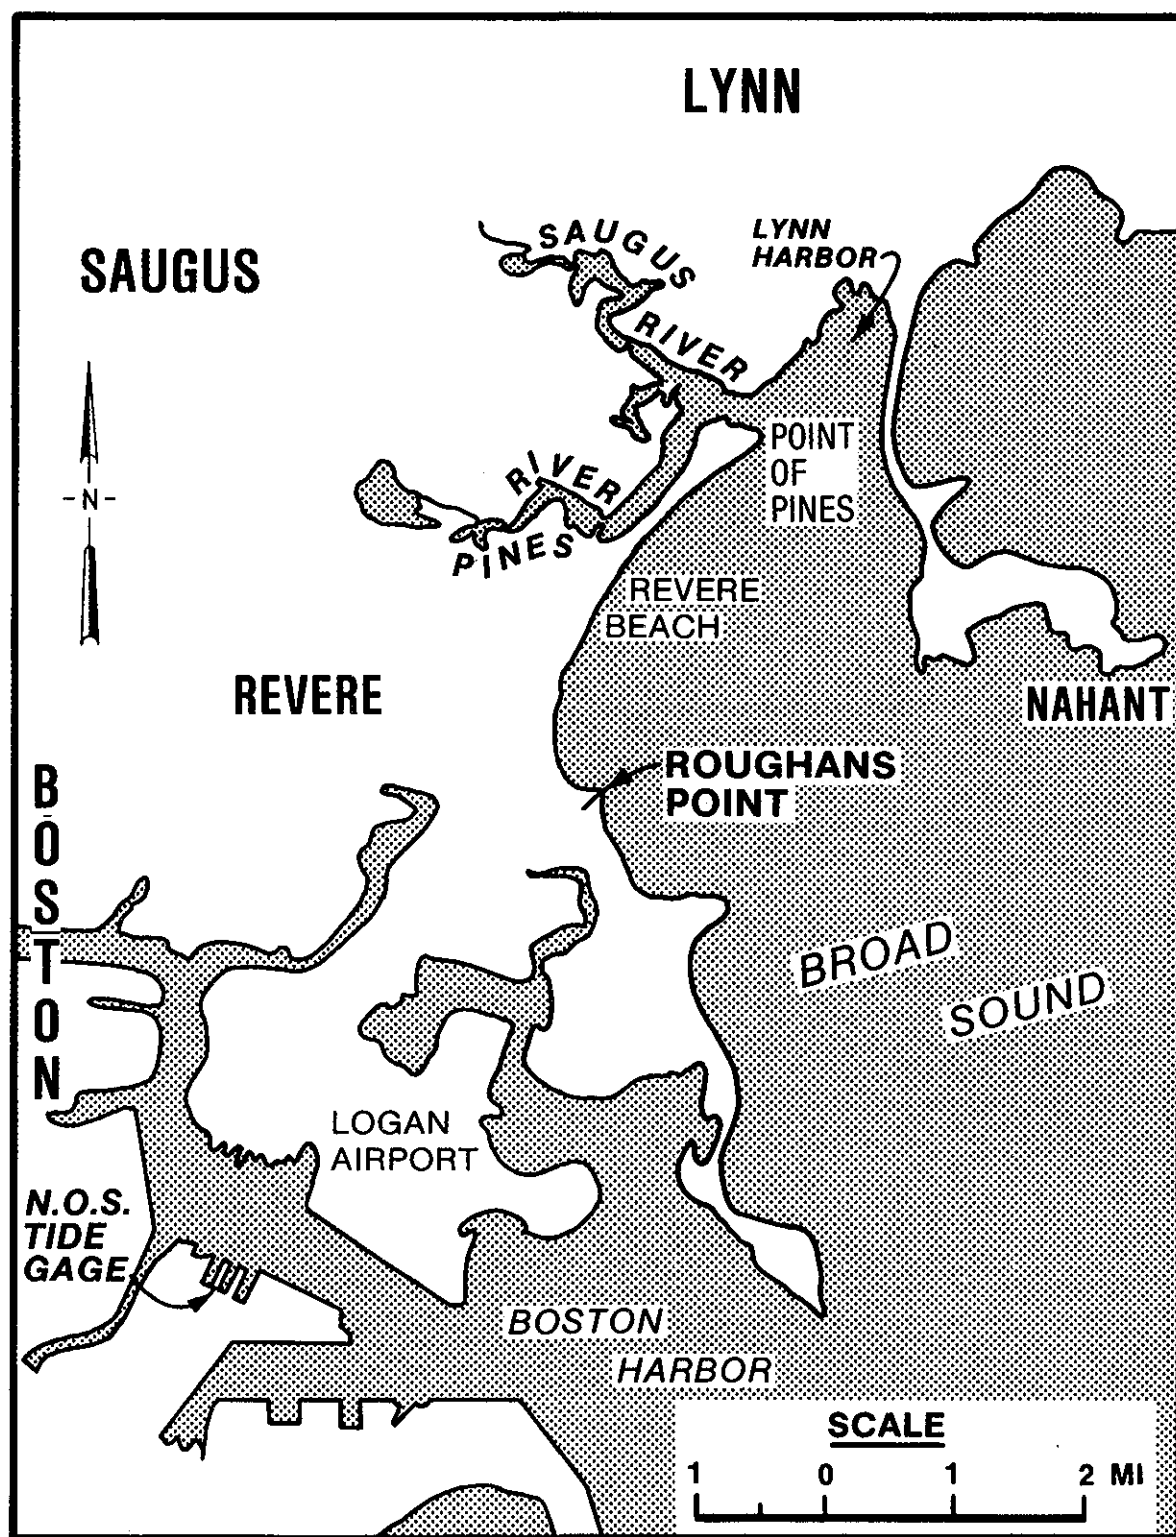 LYNN
LYNN
HARBOR
SAUGUS
SAUGUS
RIVER
POINT
OF
PINES
-N-
RIVER
PINES
REVERE
BEACH
REVERE
NAHANT
ROUGHANS
POINT
BOSTON
BROAD
SOUND
LOGAN
AIRPORT
N.O.S.
TIDE
GAGE
BOSTON
HARBOR
SCALE
1 0 1 2 MI